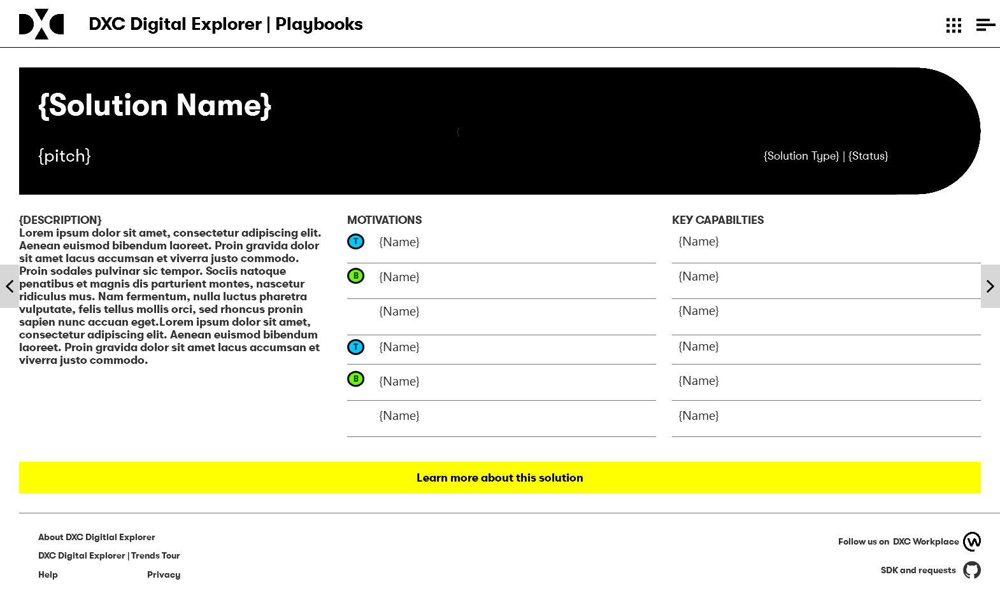 DXC
DXC Digital Explorer | Playbooks
{Solution Name}
{
{pitch}
{Solution Type} | {Status}
{DESCRIPTION}
Lorem ipsum dolor sit amet, consectetur adipiscing elit.
Aenean euismod bibendum laoreet. Proin gravida dolor
sit amet lacus accumsan et viverra justo commodo.
Proin sodales pulvinar sic tempor. Sociis natoque
penatibus et magnis dis parturient montes, nascetur
ridiculus mus. Nam fermentum, nulla luctus pharetra
vulputate, felis tellus mollis orci, sed rhoncus pronin
sapien nunc accuan eget.Lorem ipsum dolor sit amet,
consectetur adipiscing elit. Aenean euismod bibendum
laoreet. Proin gravida dolor sit amet lacus accumsan et
viverra justo commodo.
MOTIVATIONS
T {Name}
B {Name}
{Name}
T {Name}
B {Name}
{Name}
KEY CAPABILTIES
{Name}
{Name}
{Name}
{Name}
{Name}
{Name}
Learn more about this solution
About DXC Digitlal Explorer
DXC Digital Explorer | Trends Tour
Help Privacy
Follow us on DXC Workplace
SDK and requests